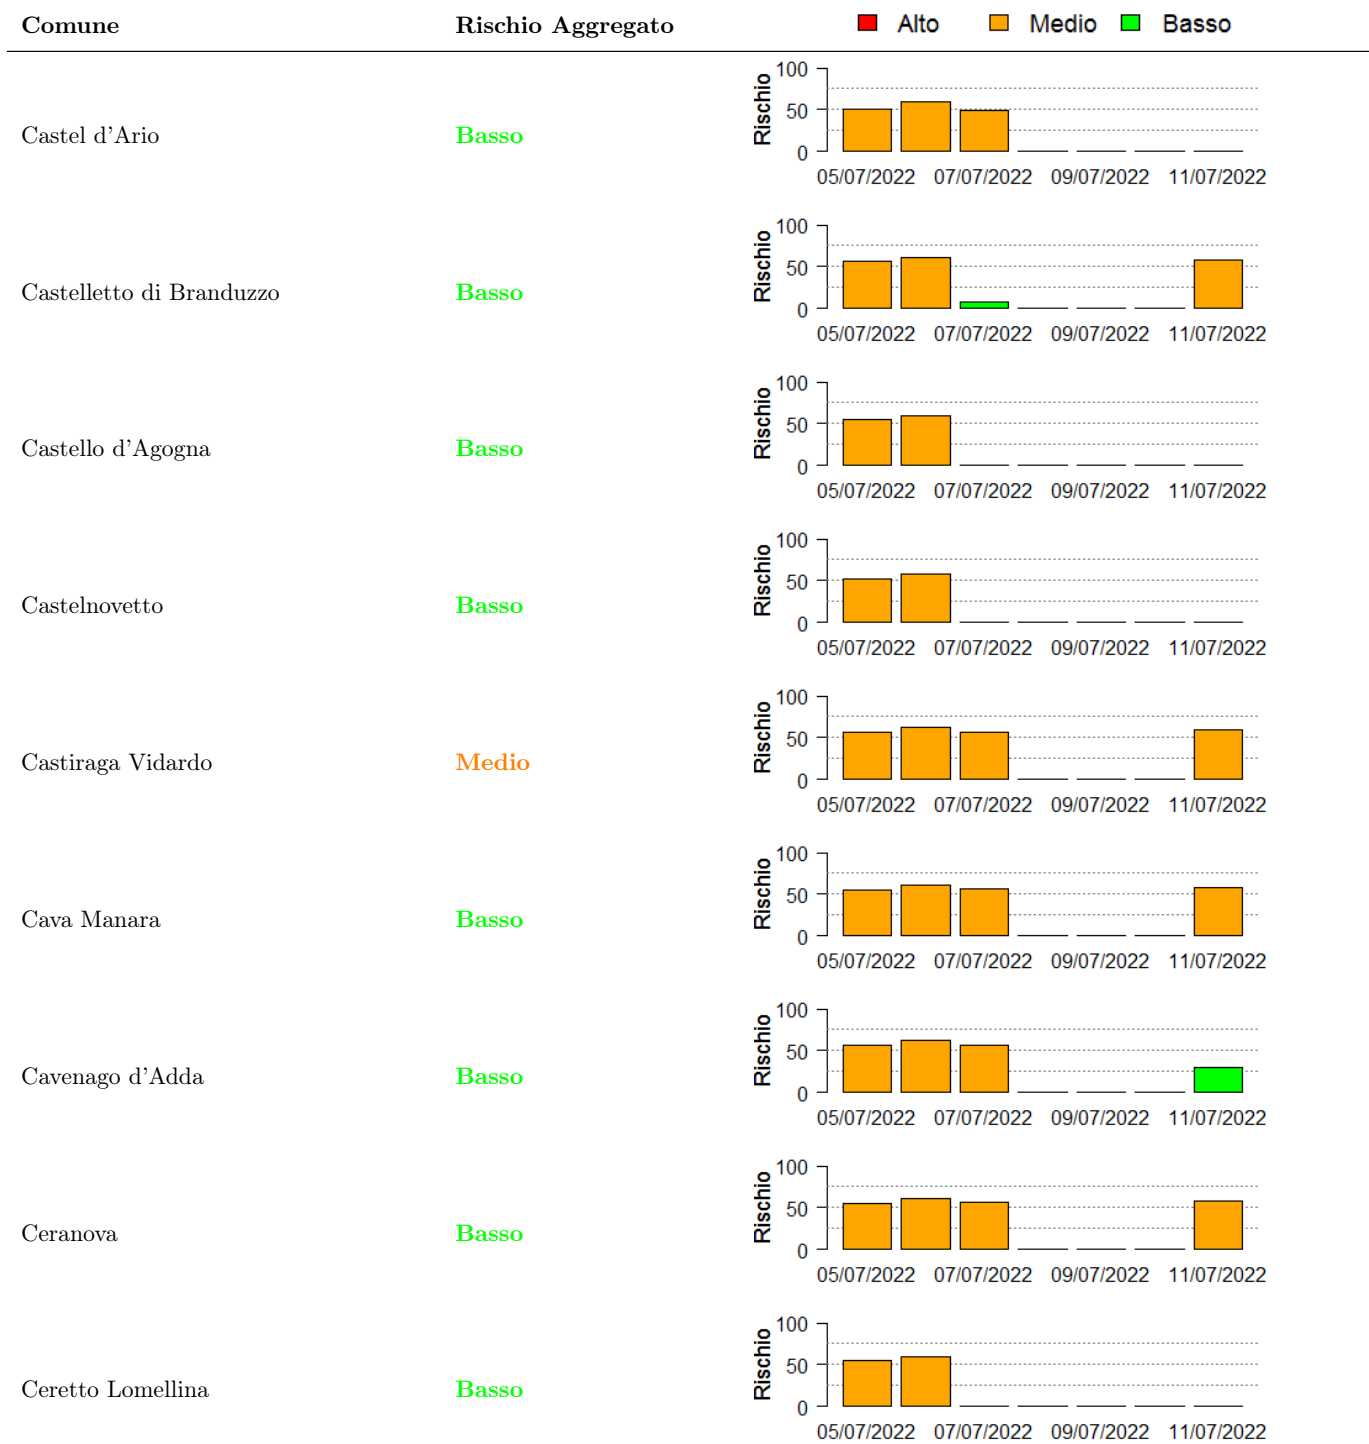 Comune Rischio Aggregato Alto Medio Basso
100
50
0
Rischio
Castel d'Ario Basso
05/07/2022 07/07/2022 09/07/2022 11/07/2022
100
50
0
Rischio
Castelletto di Branduzzo Basso
05/07/2022 07/07/2022 09/07/2022 11/07/2022
100
50
0
Rischio
Castello d'Agogna Basso
05/07/2022 07/07/2022 09/07/2022 11/07/2022
100
50
0
Rischio
Castelnovetto Basso
05/07/2022 07/07/2022 09/07/2022 11/07/2022
100
50
0
Rischio
Castiraga Vidardo Medio
05/07/2022 07/07/2022 09/07/2022 11/07/2022
100
50
0
Rischio
Cava Manara Basso
05/07/2022 07/07/2022 09/07/2022 11/07/2022
100
50
0
Rischio
Cavenago d'Adda Basso
05/07/2022 07/07/2022 09/07/2022 11/07/2022
100
50
0
Rischio
Ceranova Basso
05/07/2022 07/07/2022 09/07/2022 11/07/2022
100
50
0
Rischio
Ceretto Lomellina Basso
05/07/2022 07/07/2022 09/07/2022 11/07/2022